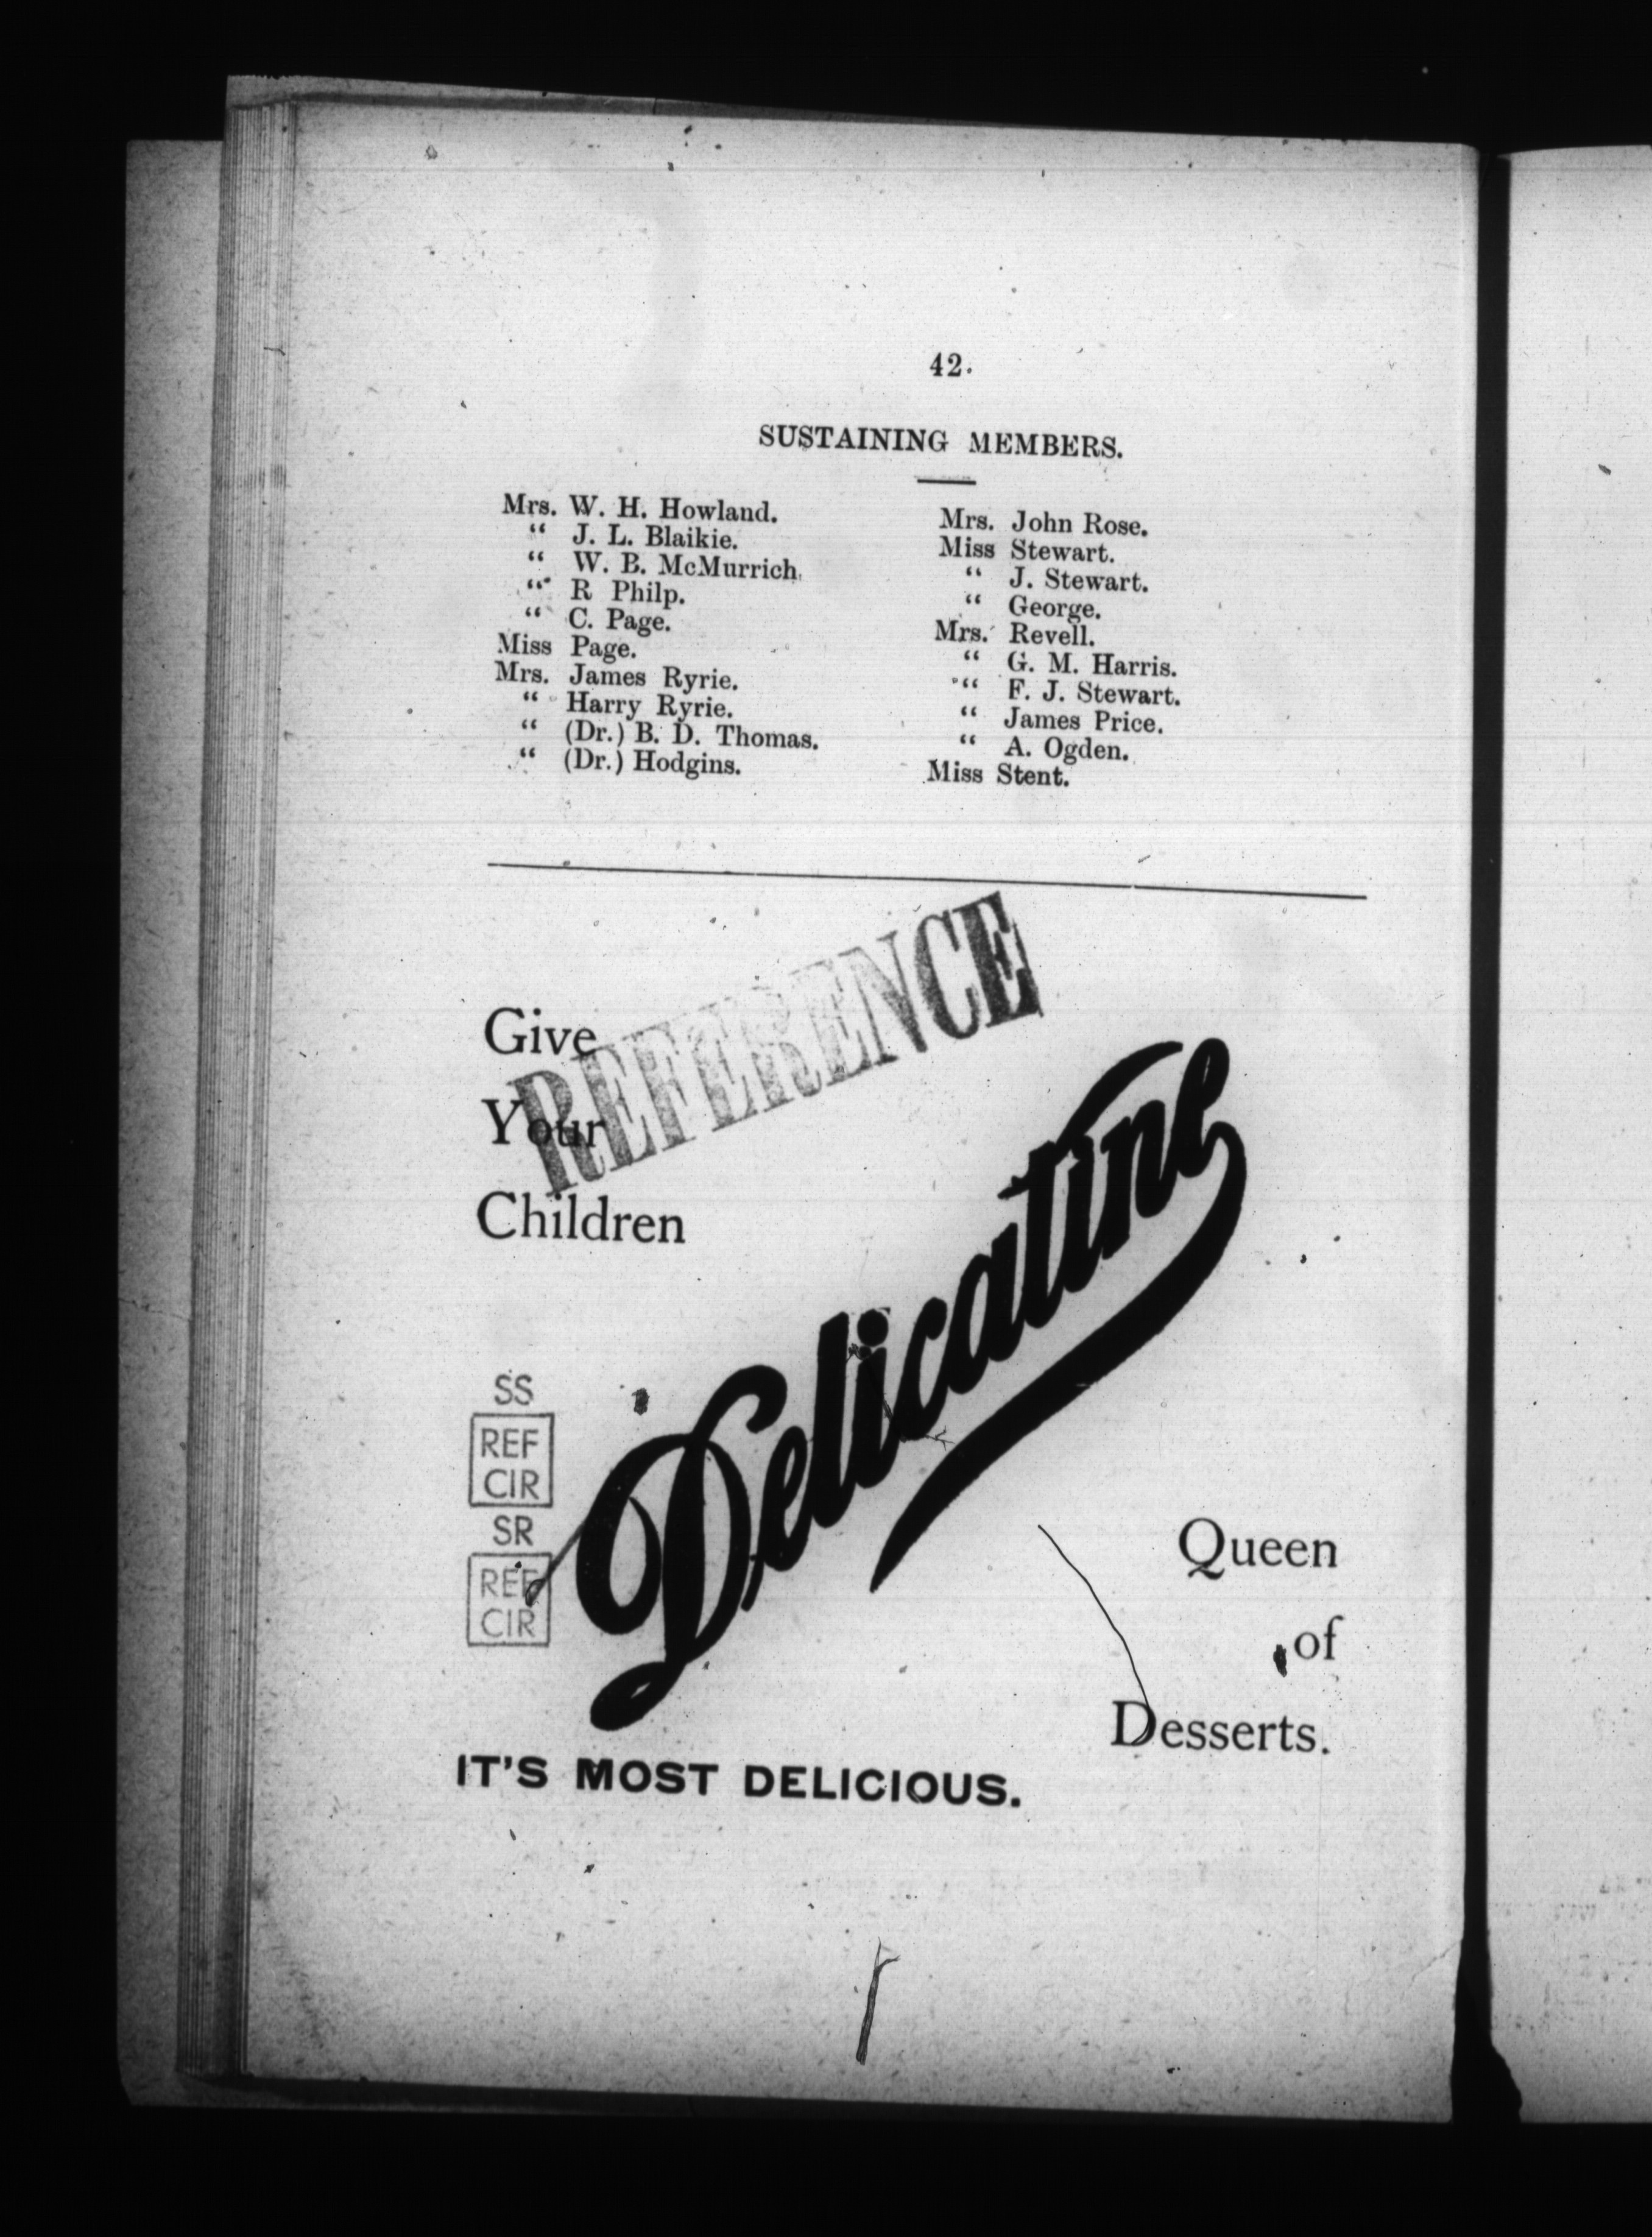 42.
SUSTAINING MEMBERS.
Mrs. W. H. Howland.
“ J. L. Blaikie.
“ W. B. McMurrich.
“ R Philp.
“ C. Page.
Miss Page.
Mrs. James Ryrie.
“ Harry Ryrie.
“ (Dr.) B. D. Thomas.
“ (Dr.) Hodgins.
Mrs. John Rose.
Miss Stewart.
“ J. Stewart.
“ George.
Mrs. Revell.
“ G. M. Harris.
“ F. J. Stewart.
“ James Price.
“ A. Ogden.
Miss Stent.
REFERENCE
Give
Your
Children
Delicatine
SS
REF
CIR
SR
REF
CIR
Queen
of
Desserts.
IT'S MOST DELICIOUS.